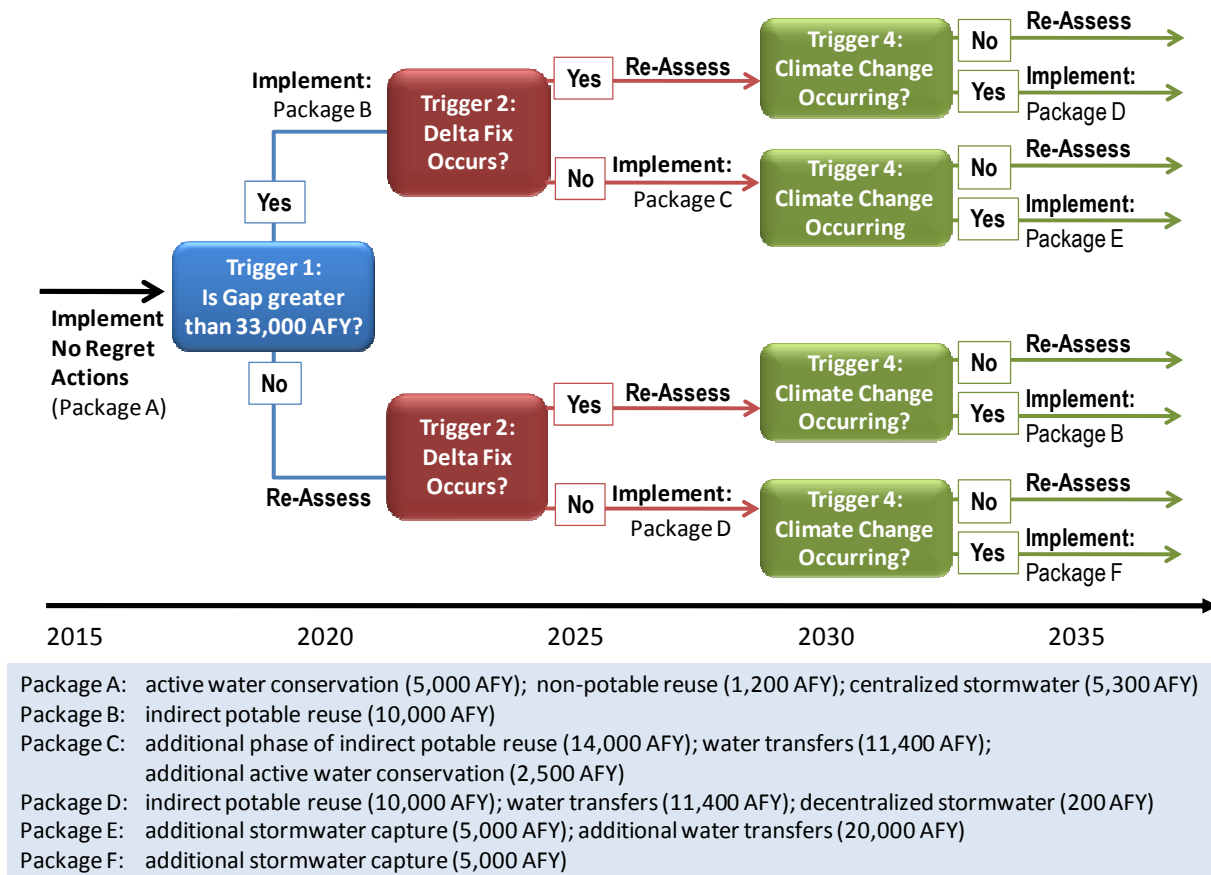 Implement:
Package B
Trigger 2:
Delta Fix
Occurs?
Yes
Re-Assess
Trigger 4:
Climate Change
Occurring?
No
Re-Assess
Yes
Implement:
Package D
No
Implement:
Package C
Trigger 4:
Climate Change
Occurring
No
Re-Assess
Yes
Implement:
Package E
Yes
Trigger 1:
Is Gap greater
than 33,000 AFY?
Implement
No Regret
Actions
(Package A)
No
Re-Assess
Trigger 2:
Delta Fix
Occurs?
Yes
Re-Assess
Trigger 4:
Climate Change
Occurring?
No
Re-Assess
Yes
Implement:
Package B
No
Implement:
Package D
Trigger 4:
Climate Change
Occurring?
No
Re-Assess
Yes
Implement:
Package F
2015 2020 2025 2030 2035
Package A: active water conservation (5,000 AFY); non-potable reuse (1,200 AFY); centralized stormwater (5,300 AFY)
Package B: indirect potable reuse (10,000 AFY)
Package C: additional phase of indirect potable reuse (14,000 AFY); water transfers (11,400 AFY);
additional active water conservation (2,500 AFY)
Package D: indirect potable reuse (10,000 AFY); water transfers (11,400 AFY); decentralized stormwater (200 AFY)
Package E: additional stormwater capture (5,000 AFY); additional water transfers (20,000 AFY)
Package F: additional stormwater capture (5,000 AFY)